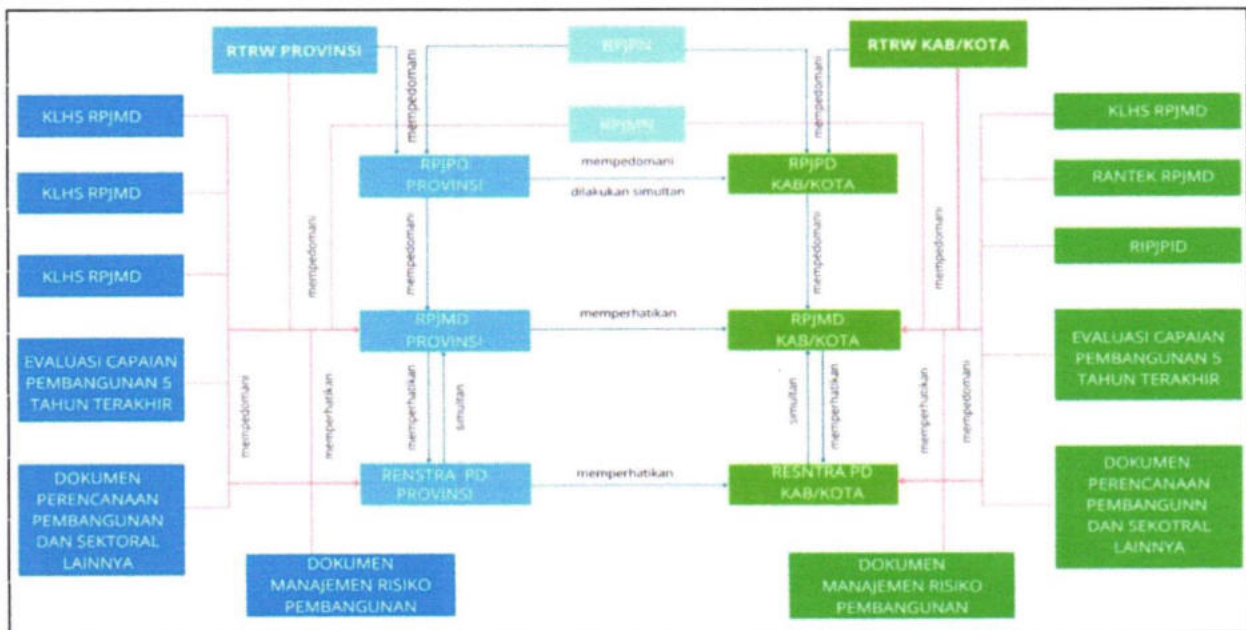 RTRW PROVINSI
RPJPN
RTRW KAB/KOTA
KLHS RPJMD
mempedomani
mempedomani
RPJMN
KLHS RPJMD
RPJPD
PROVINSI
mempedomani
dilakukan simultan
RPJPD
KAB/KOTA
RANTEK RPJMD
KLHS RPJMD
mempedomani
mempedomani
mempedomani
mempedomani
RIPJPID
KLHS RPJMD
RPJMD
PROVINSI
memperhatikan
RPJMD
KAB/KOTA
EVALUASI CAPAIAN
PEMBANGUNAN 5
TAHUN TERAKHIR
mempedomani
memperhatikan
memperhatikan
simultan
simultan
memperhatikan
memperhatikan
mempedomani
EVALUASI CAPAIAN
PEMBANGUNAN 5
TAHUN TERAKHIR
DOKUMEN
PERENCANAAN
PEMBANGUNAN
DAN SEKTORAL
LAINNYA
RENSTRA PD
PROVINSI
memperhatikan
RESNTRA PD
KAB/KOTA
DOKUMEN
PERENCANAAN
PEMBANGUNN
DAN SEKOTRAL
LAINNYA
DOKUMEN
MANAJEMEN RISIKO
PEMBANGUNAN
DOKUMEN
MANAJEMEN RISIKO
PEMBANGUNAN